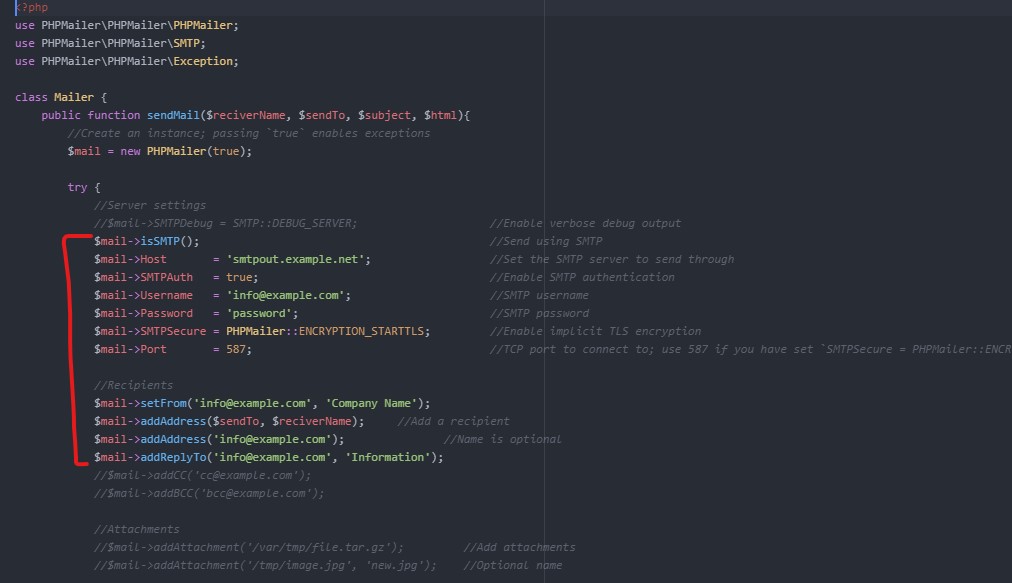 <?php
use PHPMailer\PHPMailer\PHPMailer;
use PHPMailer\PHPMailer\SMTP;
use PHPMailer\PHPMailer\Exception;
class Mailer {
public function sendMail($reciverName, $sendTo, $subject, $html){
//Create an instance; passing `true` enables exceptions
$mail = new PHPMailer(true);
try {
//Server settings
//$mail->SMTPDebug = SMTP::DEBUG_SERVER; //Enable verbose debug output
$mail->isSMTP(); //Send using SMTP
$mail->Host = 'smtpout.example.net'; //Set the SMTP server to send through
$mail->SMTPAuth = true; //Enable SMTP authentication
$mail->Username = 'info@example.com'; //SMTP username
$mail->Password = 'password'; //SMTP password
$mail->SMTPSecure = PHPMailer::ENCRYPTION_STARTTLS; //Enable implicit TLS encryption
$mail->Port = 587; //TCP port to connect to; use 587 if you have set `SMTPSecure = PHPMailer::ENCR
//Recipients
$mail->setFrom('info@example.com', 'Company Name');
$mail->addAddress($sendTo, $reciverName); //Add a recipient
$mail->addAddress('info@example.com'); //Name is optional
$mail->addReplyTo('info@example.com', 'Information');
//$mail->addCC('cc@example.com');
//$mail->addBCC('bcc@example.com');
//Attachments
//$mail->addAttachment('/var/tmp/file.tar.gz'); //Add attachments
//$mail->addAttachment('/tmp/image.jpg', 'new.jpg'); //Optional name